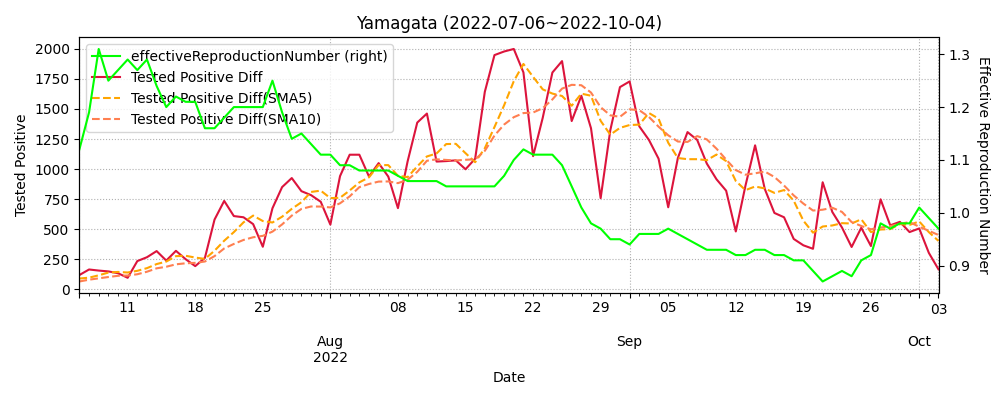 Yamagata (2022-07-06~2022-10-04)
effectiveReproductionNumber (right)
Tested Positive Diff
Tested Positive Diff(SMA5)
Tested Positive Diff(SMA10)
Tested Positive
2000
1750
1500
1250
1000
750
500
250
0
1.3
1.2
1.1
1.0
0.9
Effective Reproduction Number
11 18 25 08 15 22 29 05 12 19 26 03
Aug Sep Oct
2022
Date